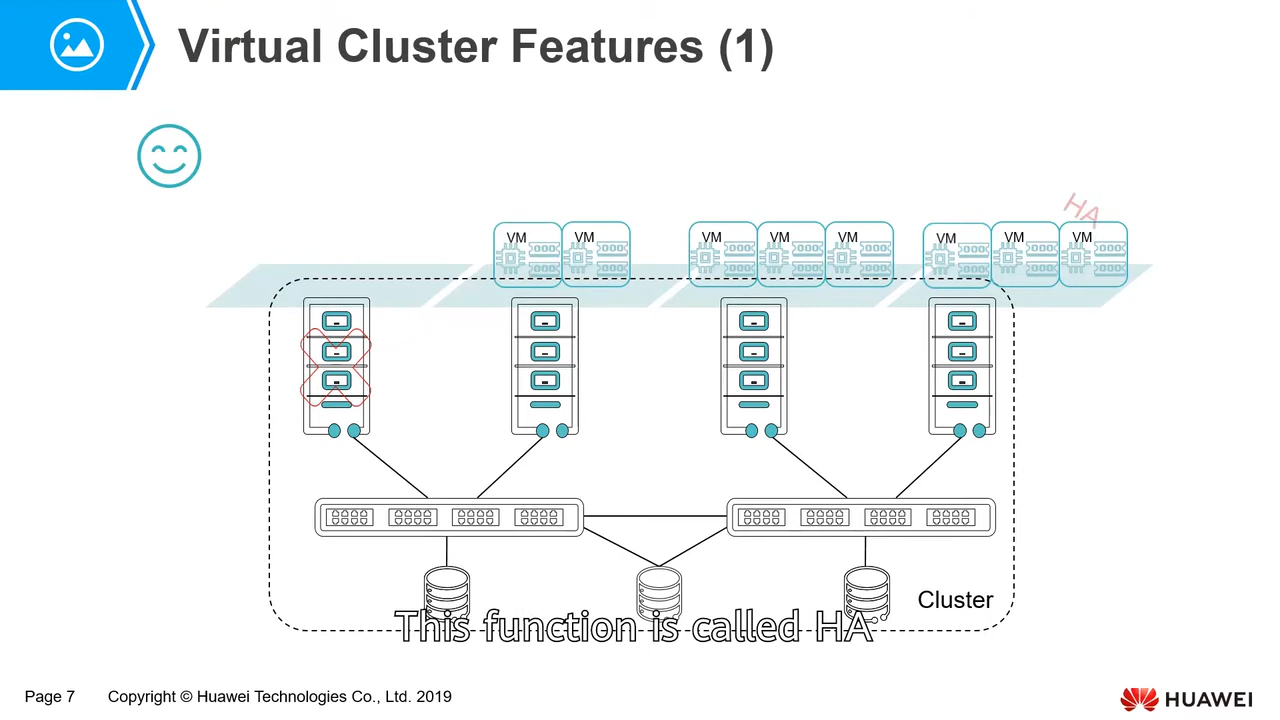 Virtual Cluster Features (1)
HA
VM VM VM VM VM VM VM VM
Cluster
This function is called HA
Page 7 Copyright © Huawei Technologies Co., Ltd. 2019
HUAWEI